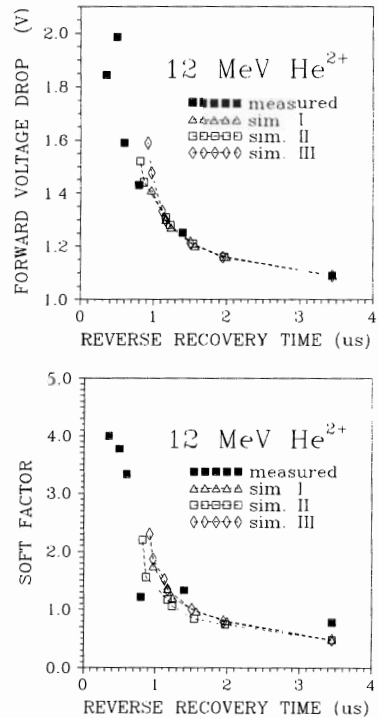 FORWARD VOLTAGE DROP (V)
2.0
1.8
1.6
1.4
1.2
1.0
12 MeV He2+
measured
sim I
sim. II
sim. III
0 1 2 3 4
REVERSE RECOVERY TIME (us)
SOFT FACTOR
5.0
4.0
3.0
2.0
1.0
0.0
12 MeV He2+
measured
sim I
sim. II
sim. III
0 1 2 3 4
REVERSE RECOVERY TIME (us)